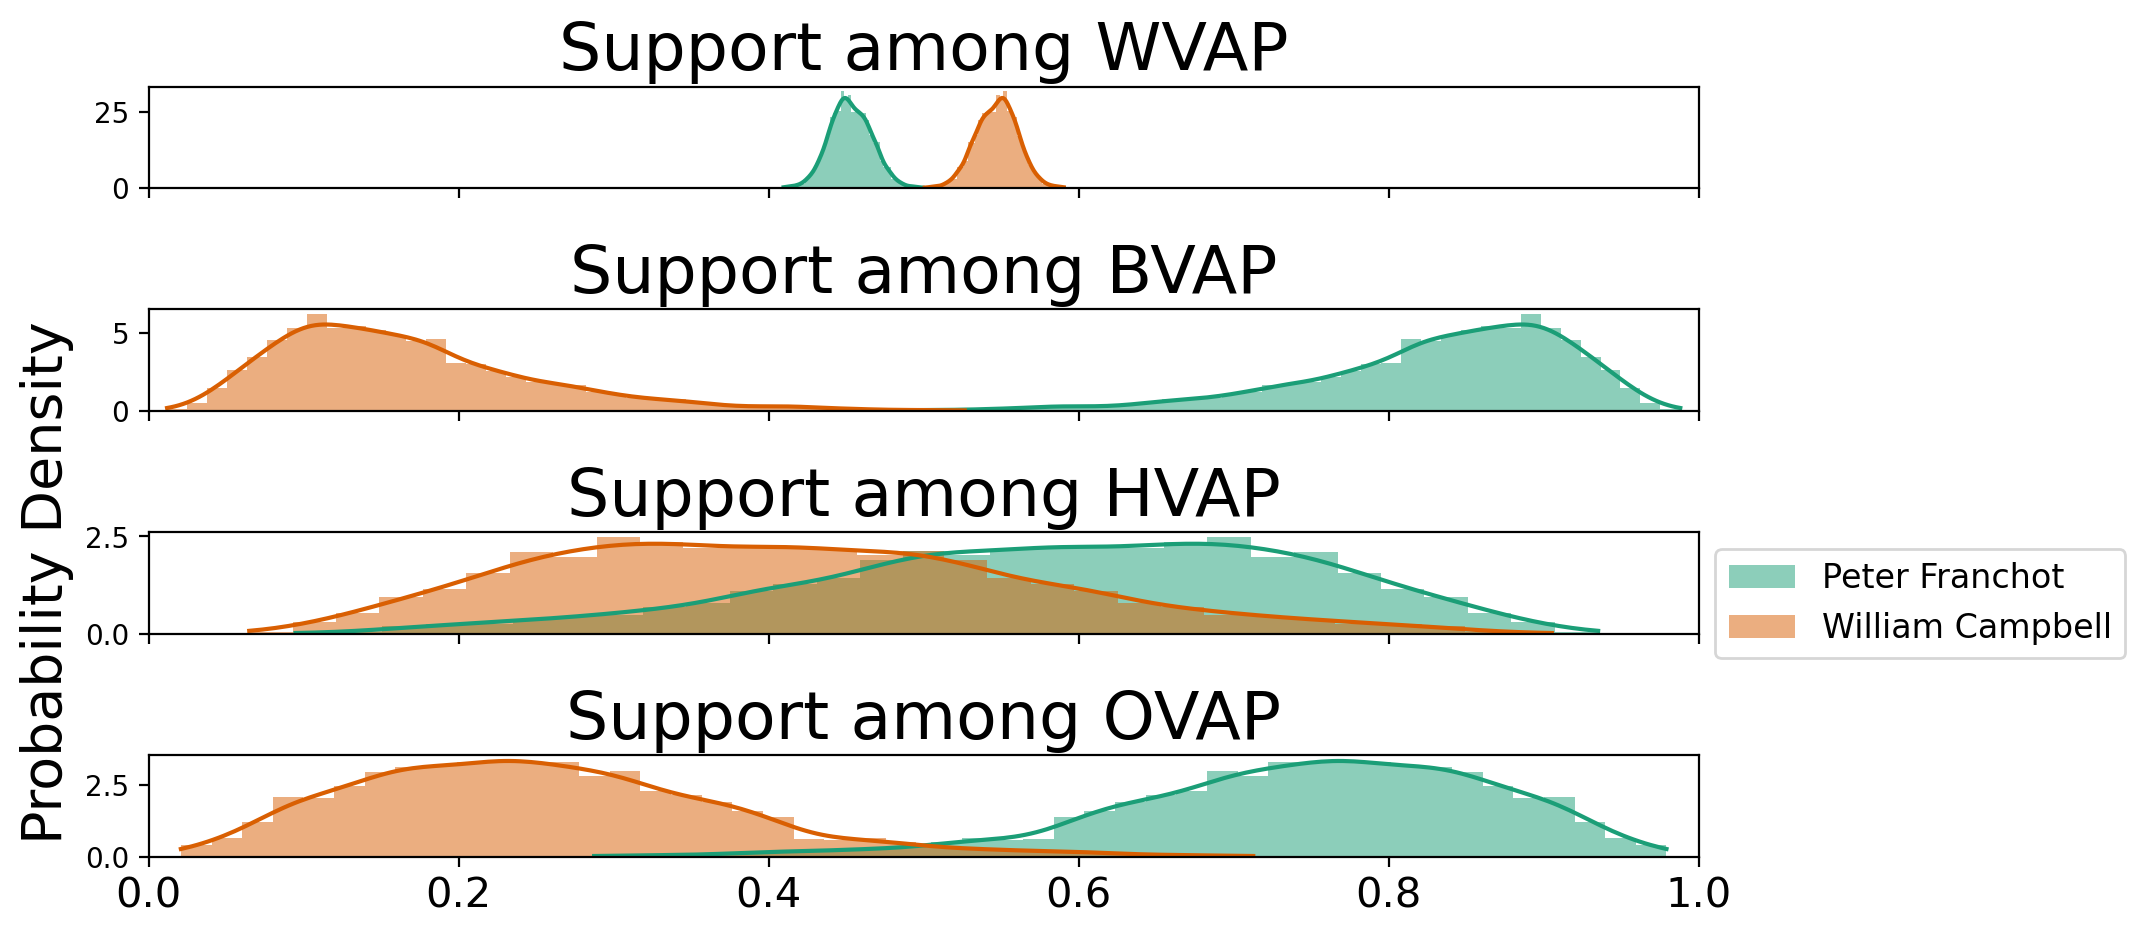 Support among WVAP
25
0
Support among BVAP
5
0
Support among HVAP
2.5
0.0
Support among OVAP
2.5
0.0
0.0 0.2 0.4 0.6 0.8 1.0
Probability Density
Peter Franchot
William Campbell